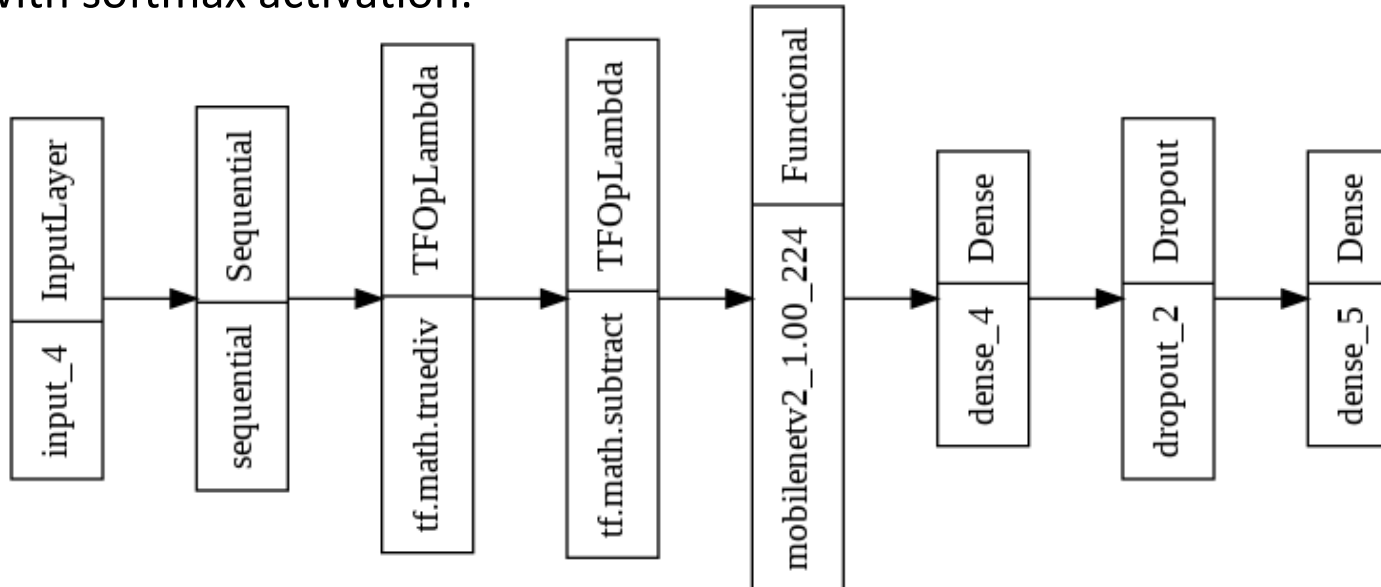 with softmax activation.
input_4 InputLayer
sequential Sequential
tf.math.truediv TFOpLambda
tf.math.subtract TFOpLambda
mobilenetv2_1.00_224 Functional
dense_4 Dense
dropout_2 Dropout
dense_5 Dense